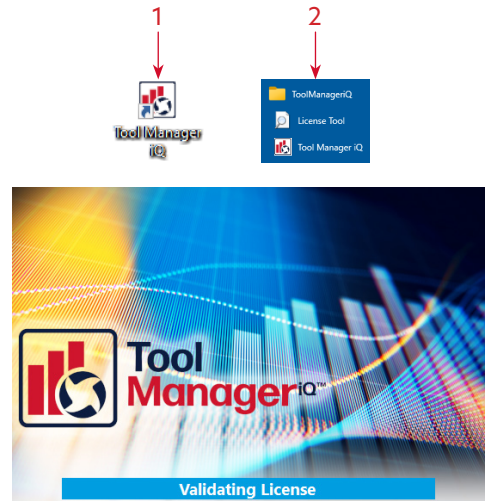 1
2
Tool Manager
iQ
ToolManageriQ
License Tool
Tool Manager iQ
Tool
Manager iQ™
Validating License